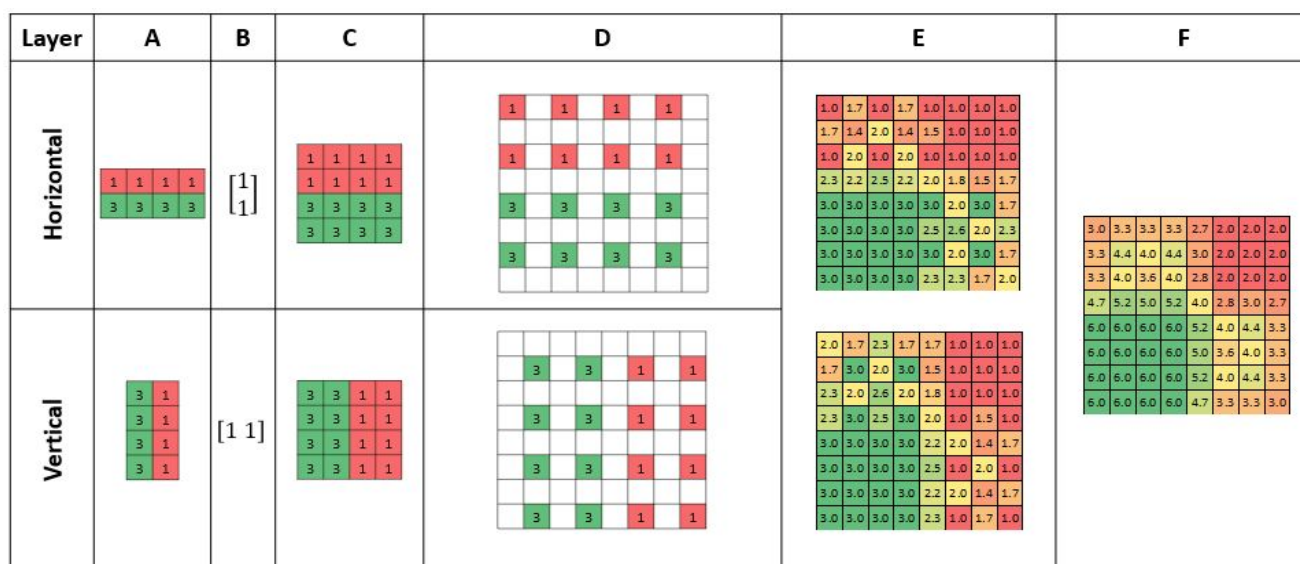 Layer A B C D E F
Horizontal
1 1 1 1
3 3 3 3
[1
1]
1 1 1 1
1 1 1 1
3 3 3 3
3 3 3 3
1 1 1 1
1 1 1 1
3 3 3 3
3 3 3 3
1.0 1.7 1.0 1.7 1.0 1.0 1.0 1.0
1.7 1.4 2.0 1.4 1.5 1.0 1.0 1.0
1.0 2.0 1.0 2.0 1.0 1.0 1.0 1.0
2.3 2.2 2.5 2.2 2.0 1.8 1.5 1.7
3.0 3.0 3.0 3.0 3.0 2.0 3.0 1.7
3.0 3.0 3.0 3.0 2.5 2.6 2.0 2.3
3.0 3.0 3.0 3.0 3.0 2.0 3.0 1.7
3.0 3.0 3.0 3.0 2.3 2.3 1.7 2.0
3.0 3.3 3.3 3.3 2.7 2.0 2.0 2.0
3.3 4.4 4.0 4.4 3.0 2.0 2.0 2.0
3.3 4.0 3.6 4.0 2.8 2.0 2.0 2.0
4.7 5.2 5.0 5.2 4.0 2.8 3.0 2.7
6.0 6.0 6.0 6.0 5.2 4.0 4.4 3.3
6.0 6.0 6.0 6.0 5.0 3.6 4.0 3.3
6.0 6.0 6.0 6.0 5.2 4.0 4.4 3.3
6.0 6.0 6.0 6.0 4.7 3.3 3.3 3.0
Vertical
3 1
3 1
3 1
3 1
[1 1]
3 3 1 1
3 3 1 1
3 3 1 1
3 3 1 1
3 3 1 1
3 3 1 1
3 3 1 1
3 3 1 1
2.0 1.7 2.3 1.7 1.7 1.0 1.0 1.0
1.7 3.0 2.0 3.0 1.5 1.0 1.0 1.0
2.3 2.0 2.6 2.0 1.8 1.0 1.0 1.0
2.3 3.0 2.5 3.0 2.0 1.0 1.5 1.0
3.0 3.0 3.0 3.0 2.2 2.0 1.4 1.7
3.0 3.0 3.0 3.0 2.5 1.0 2.0 1.0
3.0 3.0 3.0 3.0 2.2 2.0 1.4 1.7
3.0 3.0 3.0 3.0 2.3 1.0 1.7 1.0